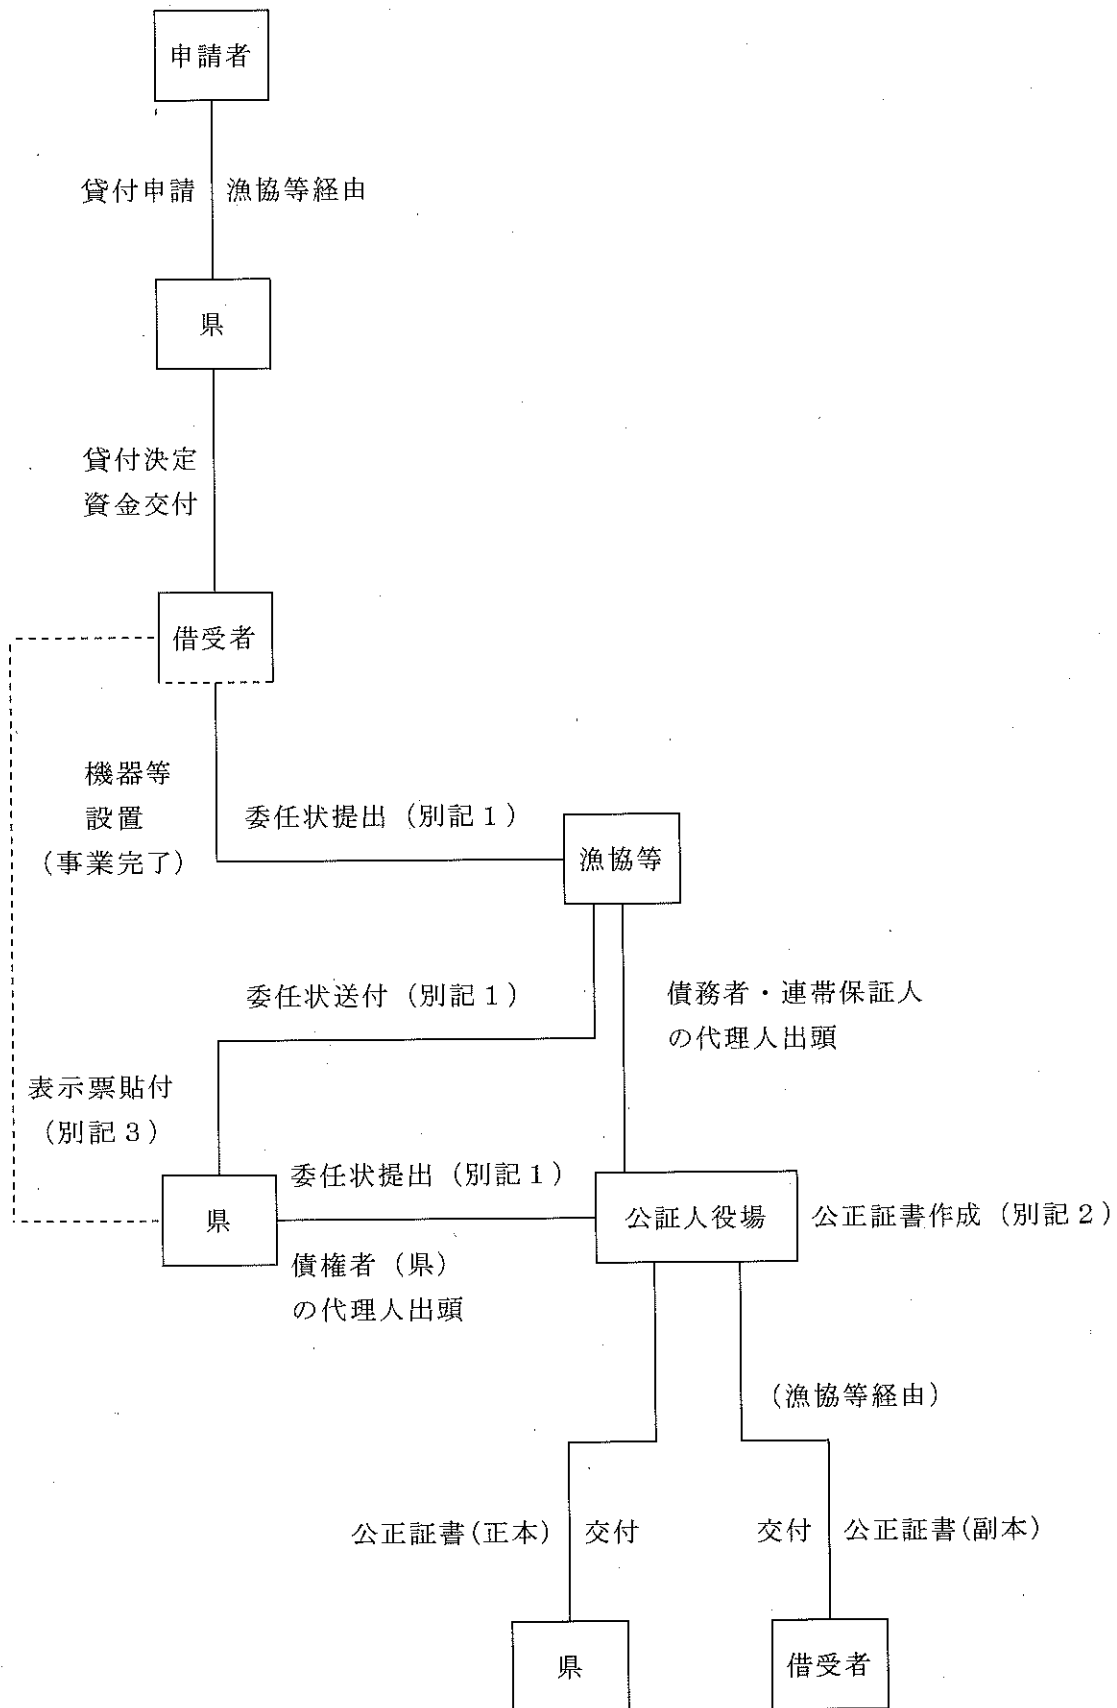 申請者
貸付申請 漁協等経由
県
貸付決定
資金交付
借受者
機器等
設置
(事業完了)
委任状提出（別記１）
漁協等
委任状送付（別記１）
債務者・連帯保証人
の代理人出頭
表示票貼付
(別記３)
県
委任状提出（別記１）
債権者（県）
の代理人出頭
公証人役場
公正証書作成（別記２）
(漁協等経由)
公正証書(正本) 交付
交付 公正証書(副本)
県
借受者